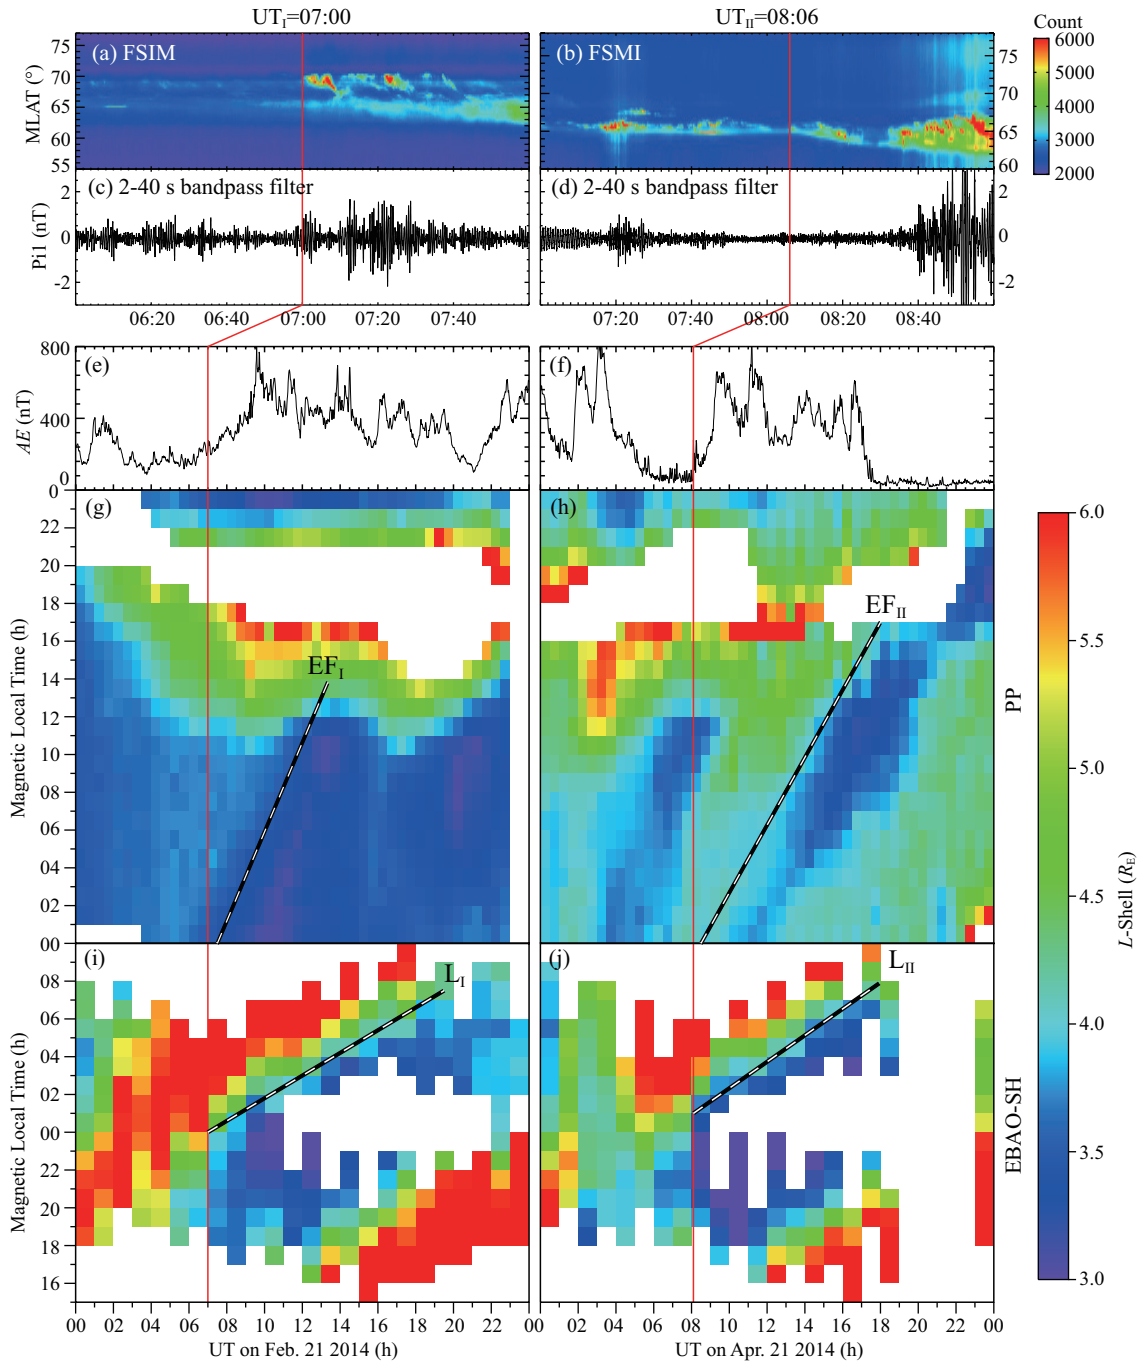 UT_I=07:00
UT_II=08:06
Count
(a) FSIM
(b) FSMI
MLAT (°)
75
70
65
60
55
75
70
65
60
6000
5000
4000
3000
2000
(c) 2-40 s bandpass filter
(d) 2-40 s bandpass filter
Pi1 (nT)
2
0
-2
2
0
-2
06:20 06:40 07:00 07:20 07:40
07:20 07:40 08:00 08:20 08:40
(e)
(f)
AE (nT)
800
400
0
(g)
(h)
EF_I
EF_II
Magnetic Local Time (h)
0
22
20
18
16
14
12
10
08
06
04
02
00
PP
(i)
(j)
L_I
L_II
Magnetic Local Time (h)
08
06
04
02
00
22
20
18
16
EBAO-SH
6.0
5.5
5.0
4.5
4.0
3.5
3.0
L-Shell (R_E)
00 02 04 06 08 10 12 14 16 18 20 22 00 02 04 06 08 10 12 14 16 18 20 22 00
UT on Feb. 21 2014 (h)
UT on Apr. 21 2014 (h)